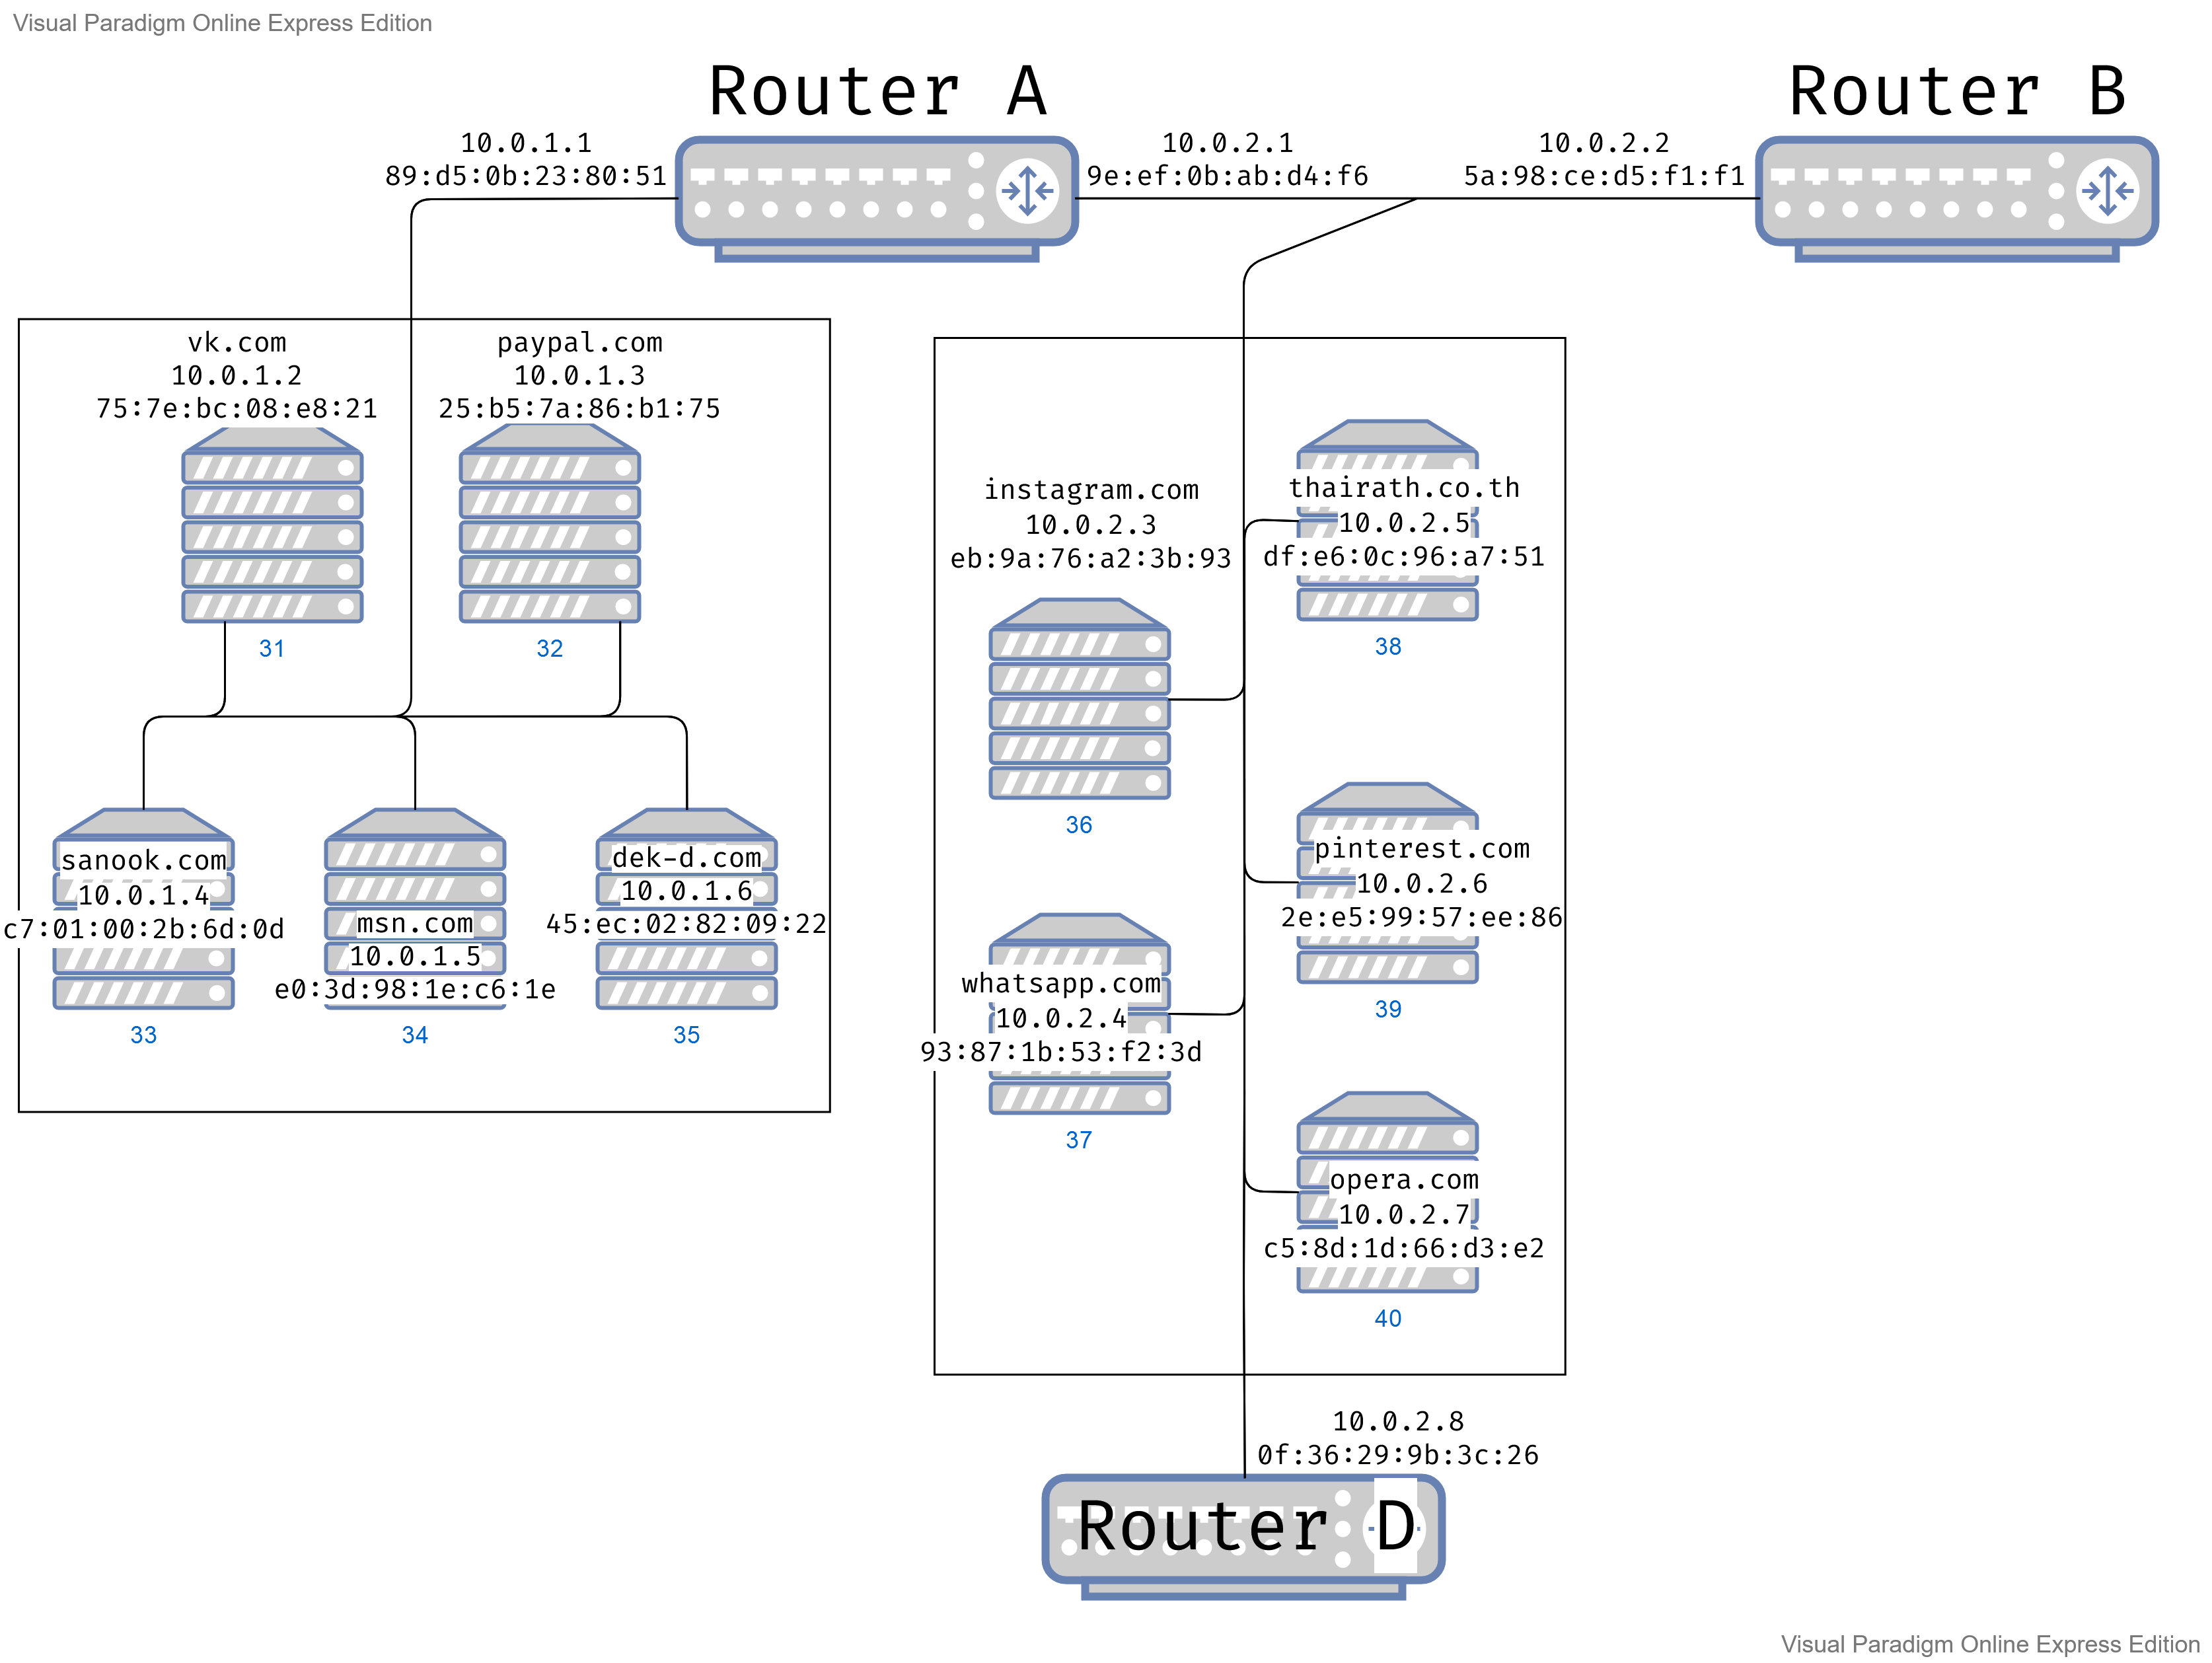 Visual Paradigm Online Express Edition
Router A
Router B
10.0.1.1
89:d5:0b:23:80:51
10.0.2.1
9e:ef:0b:ab:d4:f6
10.0.2.2
5a:98:ce:d5:f1:f1
vk.com
10.0.1.2
75:7e:bc:08:e8:21
31
paypal.com
10.0.1.3
25:b5:7a:86:b1:75
32
sanook.com
10.0.1.4
c7:01:00:2b:6d:0d
33
msn.com
10.0.1.5
e0:3d:98:1e:c6:1e
34
dek-d.com
10.0.1.6
45:ec:02:82:09:22
35
instagram.com
10.0.2.3
eb:9a:76:a2:3b:93
36
thairath.co.th
10.0.2.5
df:e6:0c:96:a7:51
38
whatsapp.com
10.0.2.4
93:87:1b:53:f2:3d
37
pinterest.com
10.0.2.6
2e:e5:99:57:ee:86
39
opera.com
10.0.2.7
c5:8d:1d:66:d3:e2
40
10.0.2.8
0f:36:29:9b:3c:26
Router D
Visual Paradigm Online Express Edition